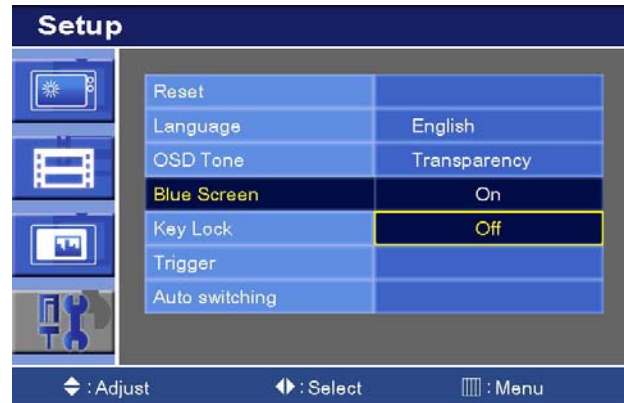 Setup
Reset
Language English
OSD Tone Transparency
Blue Screen On
Key Lock Off
Trigger
Auto switching
: Adjust : Select : Menu